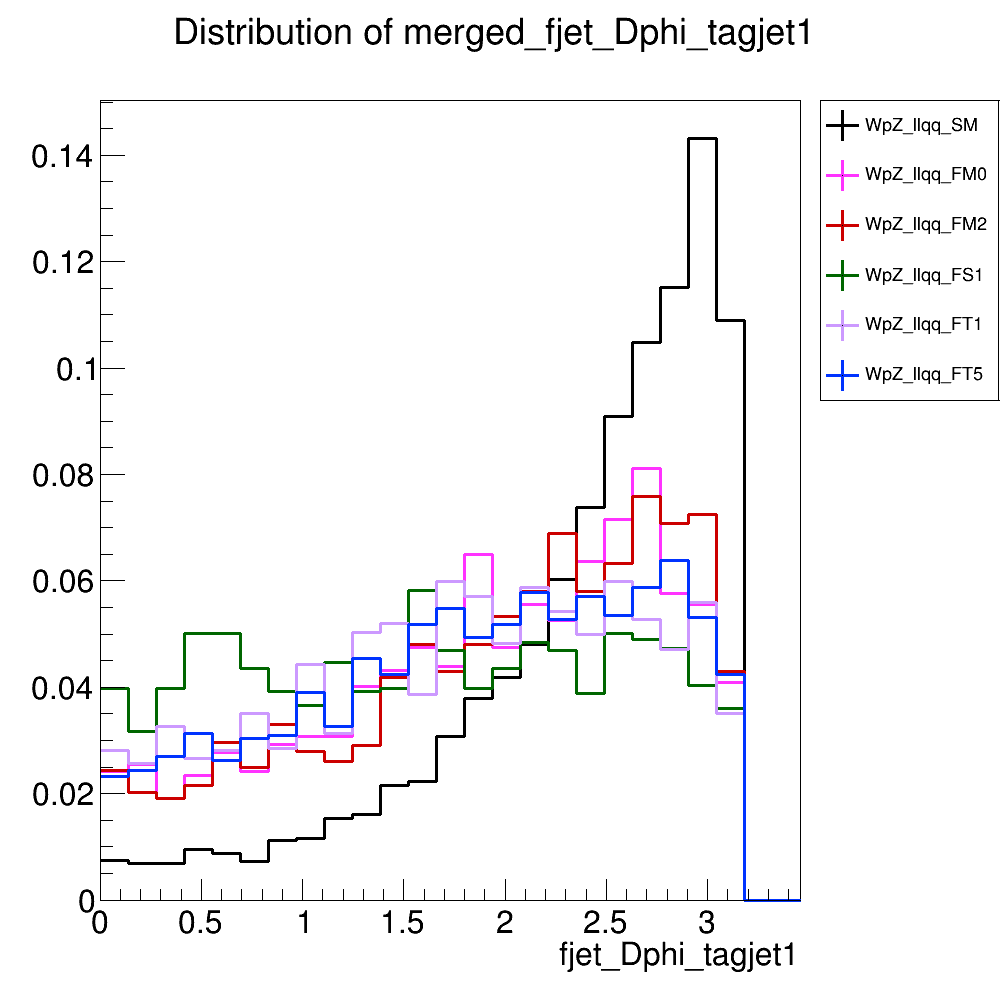 Distribution of merged_fjet_Dphi_tagjet1
WpZ_llqq_SM
WpZ_llqq_FM0
WpZ_llqq_FM2
WpZ_llqq_FS1
WpZ_llqq_FT1
WpZ_llqq_FT5
0.14
0.12
0.1
0.08
0.06
0.04
0.02
0
0 0.5 1 1.5 2 2.5 3
fjet_Dphi_tagjet1